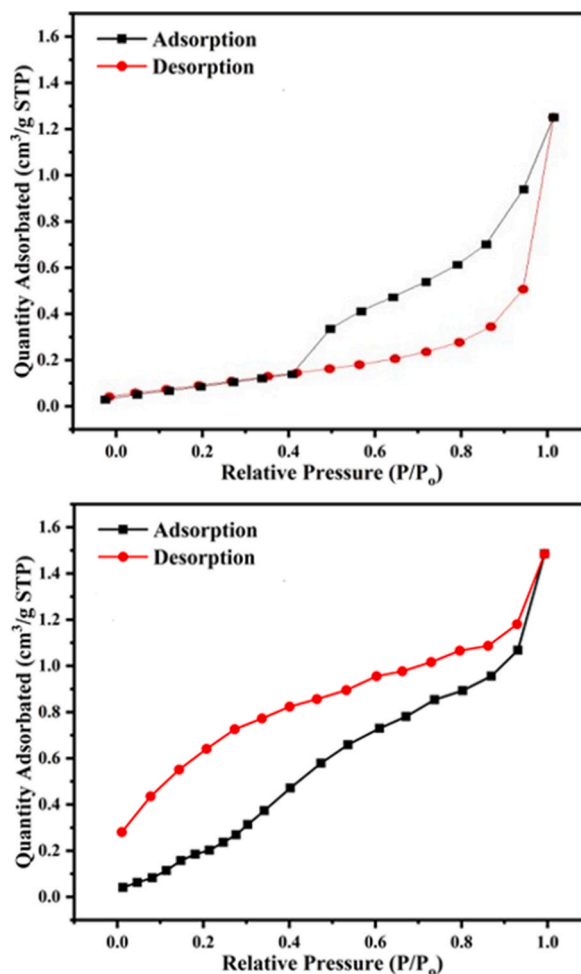 Adsorption
Desorption
Quantity Adsorbated (cm³/g STP)
1.6
1.4
1.2
1.0
0.8
0.6
0.4
0.2
0.0
0.0 0.2 0.4 0.6 0.8 1.0
Relative Pressure (P/Pₒ)
Adsorption
Desorption
Quantity Adsorbated (cm³/g STP)
1.6
1.4
1.2
1.0
0.8
0.6
0.4
0.2
0.0
0.0 0.2 0.4 0.6 0.8 1.0
Relative Pressure (P/Pₒ)